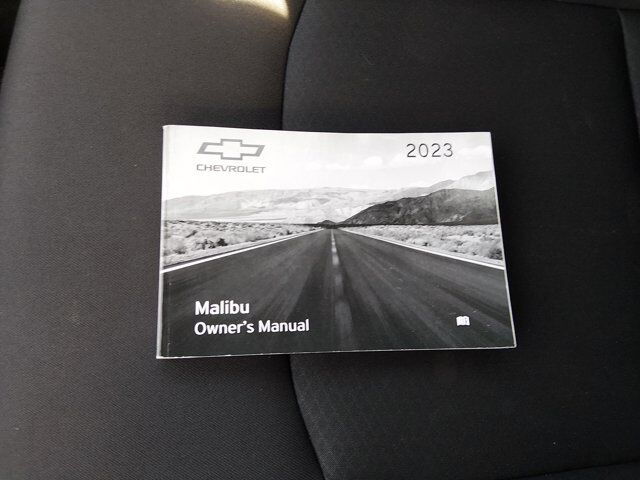 CHEVROLET
2023
Malibu
Owner's Manual